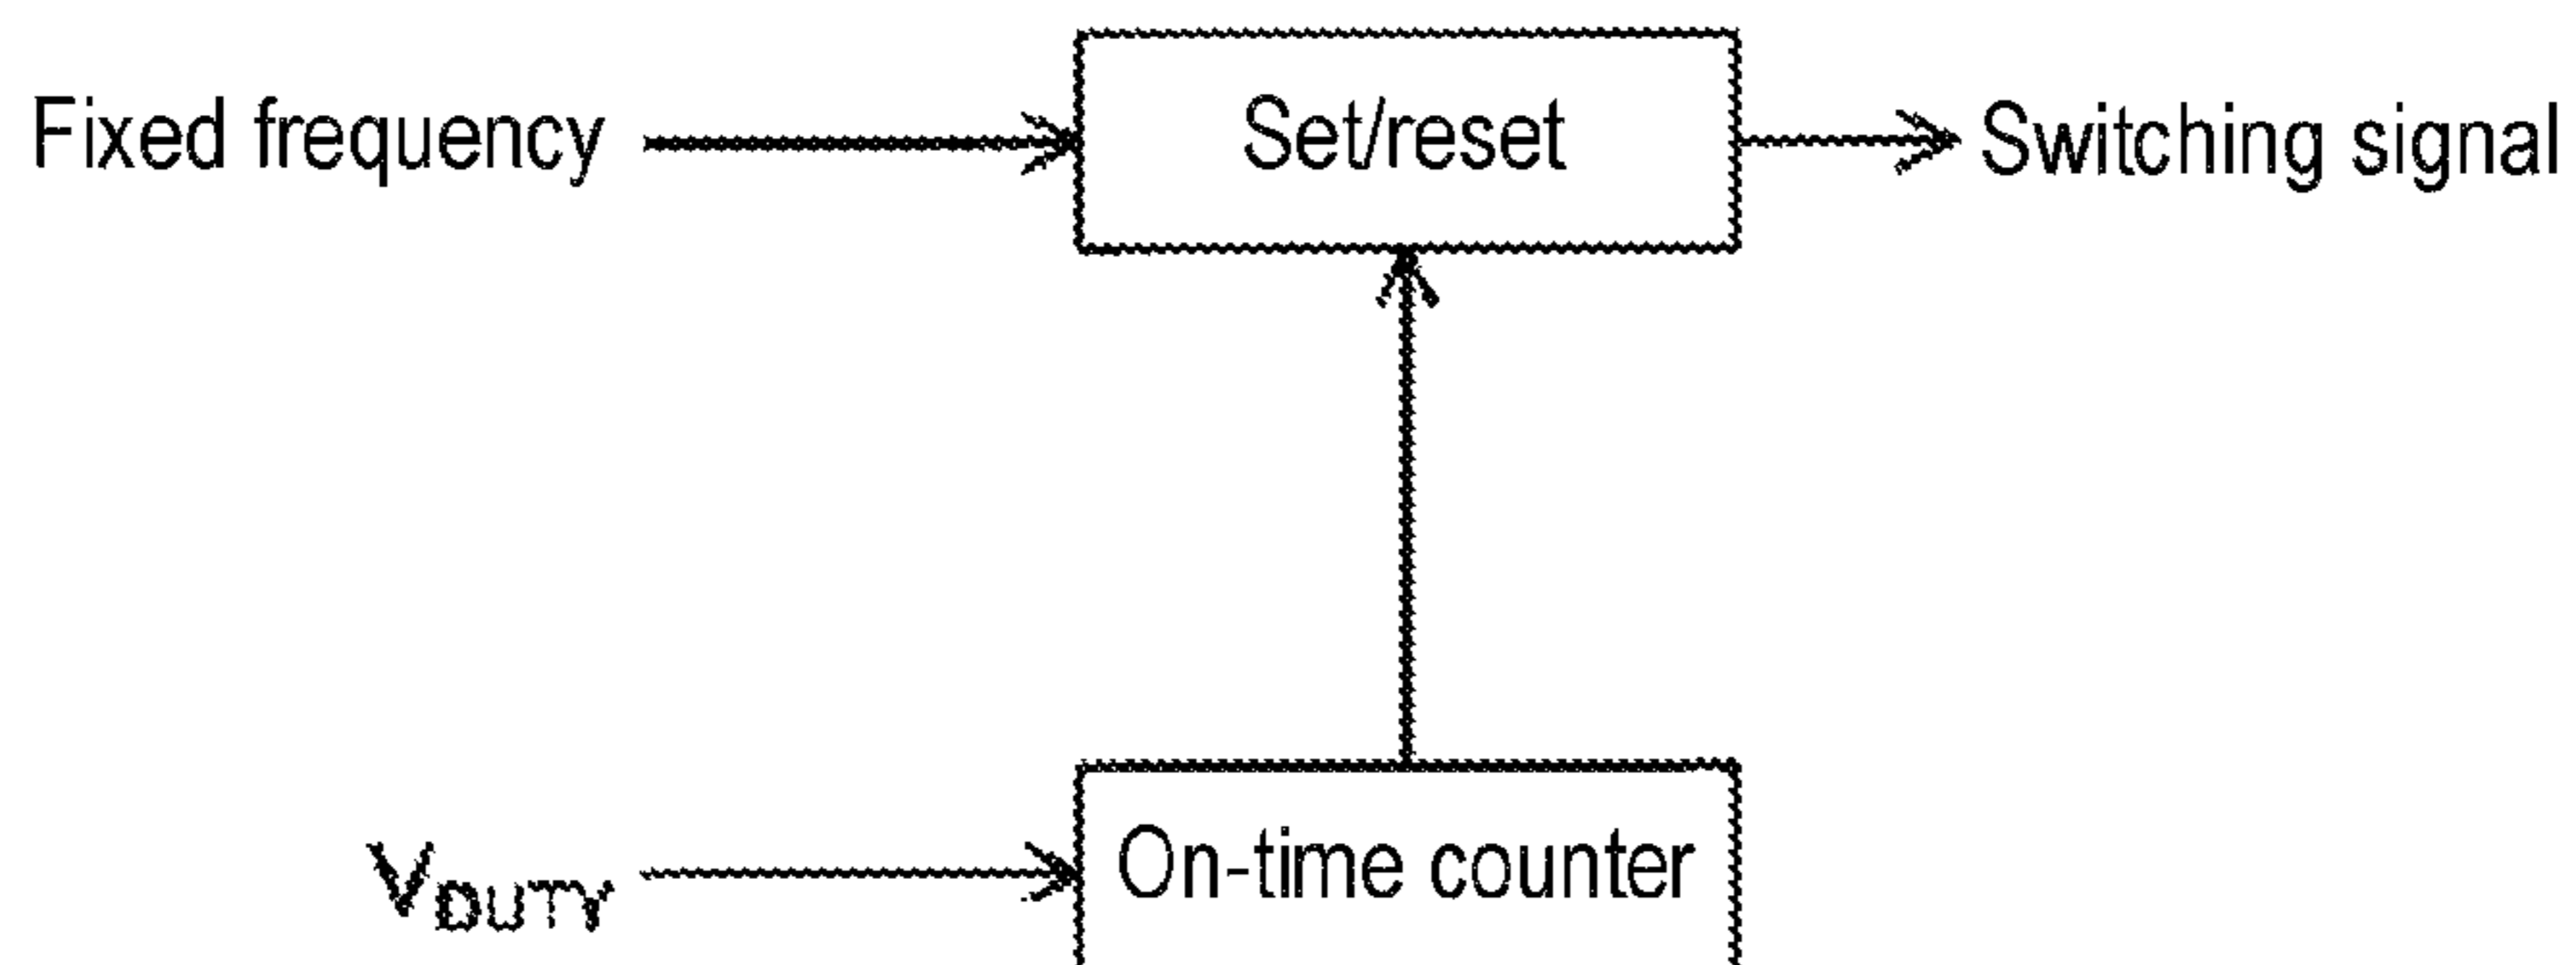 Fixed frequency
Set/reset
Switching signal
VDUTY
On-time counter